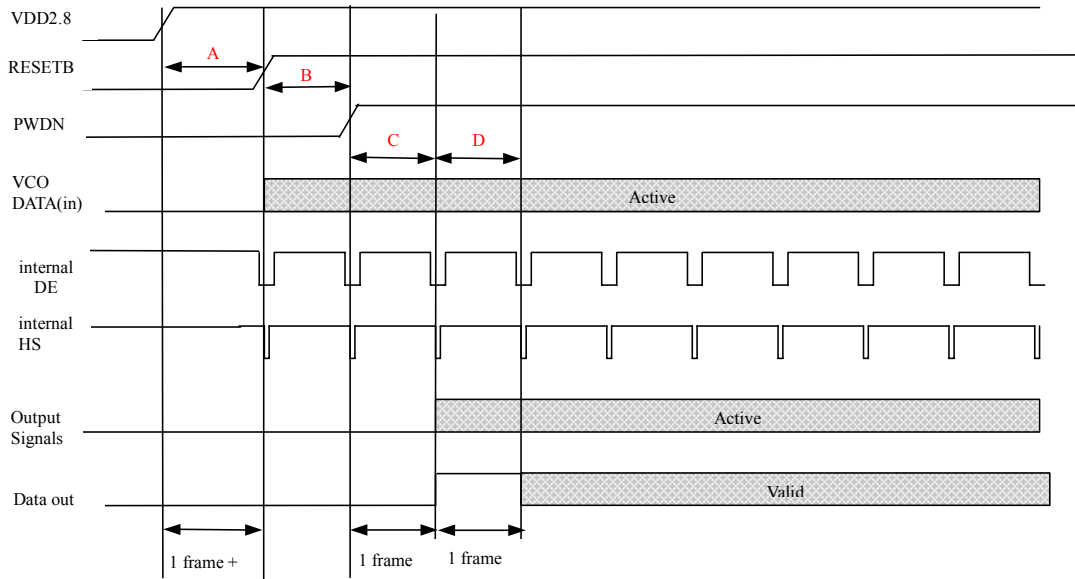 VDD2.8
A
RESETB
B
PWDN
C
D
VCO
DATA(in)
Active
internal
DE
internal
HS
Output
Signals
Active
Data out
Valid
1 frame +
1 frame
1 frame